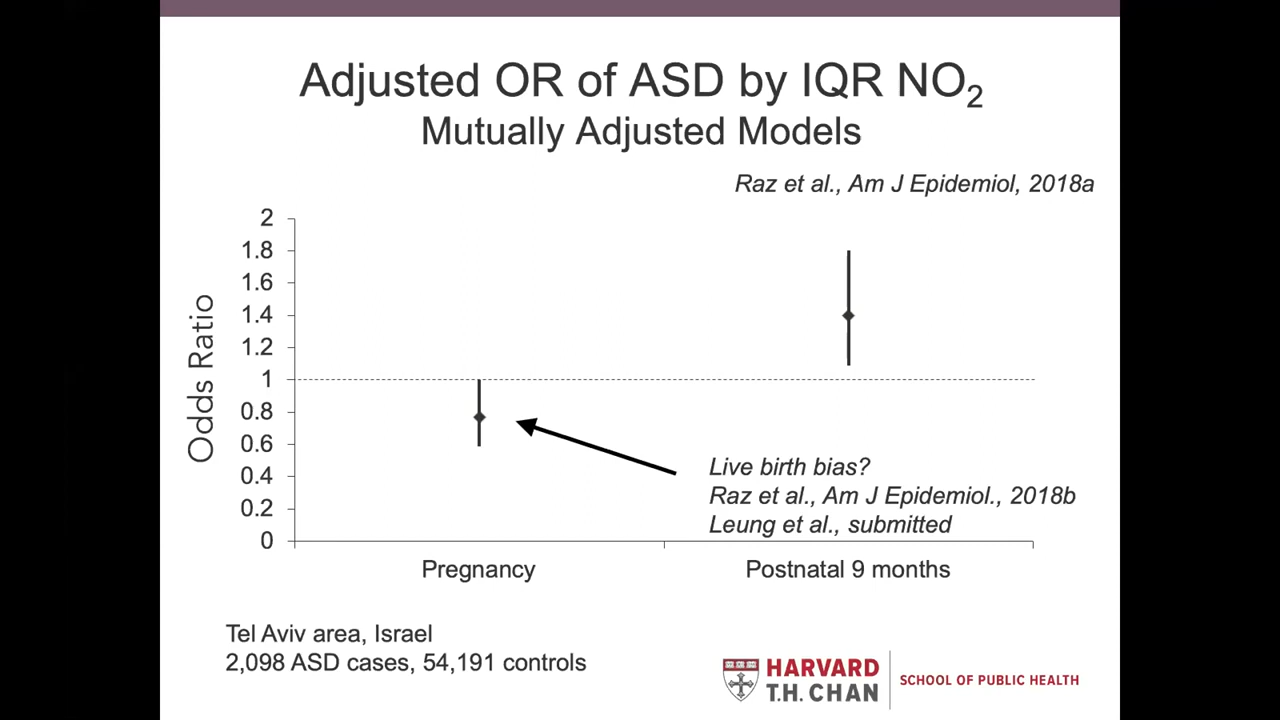 Adjusted OR of ASD by IQR NO₂
Mutually Adjusted Models
Raz et al., Am J Epidemiol, 2018a
Odds Ratio
2
1.8
1.6
1.4
1.2
1
0.8
0.6
0.4
0.2
0
Live birth bias?
Raz et al., Am J Epidemiol., 2018b
Leung et al., submitted
Pregnancy
Postnatal 9 months
Tel Aviv area, Israel
2,098 ASD cases, 54,191 controls
HARVARD
T.H. CHAN
SCHOOL OF PUBLIC HEALTH